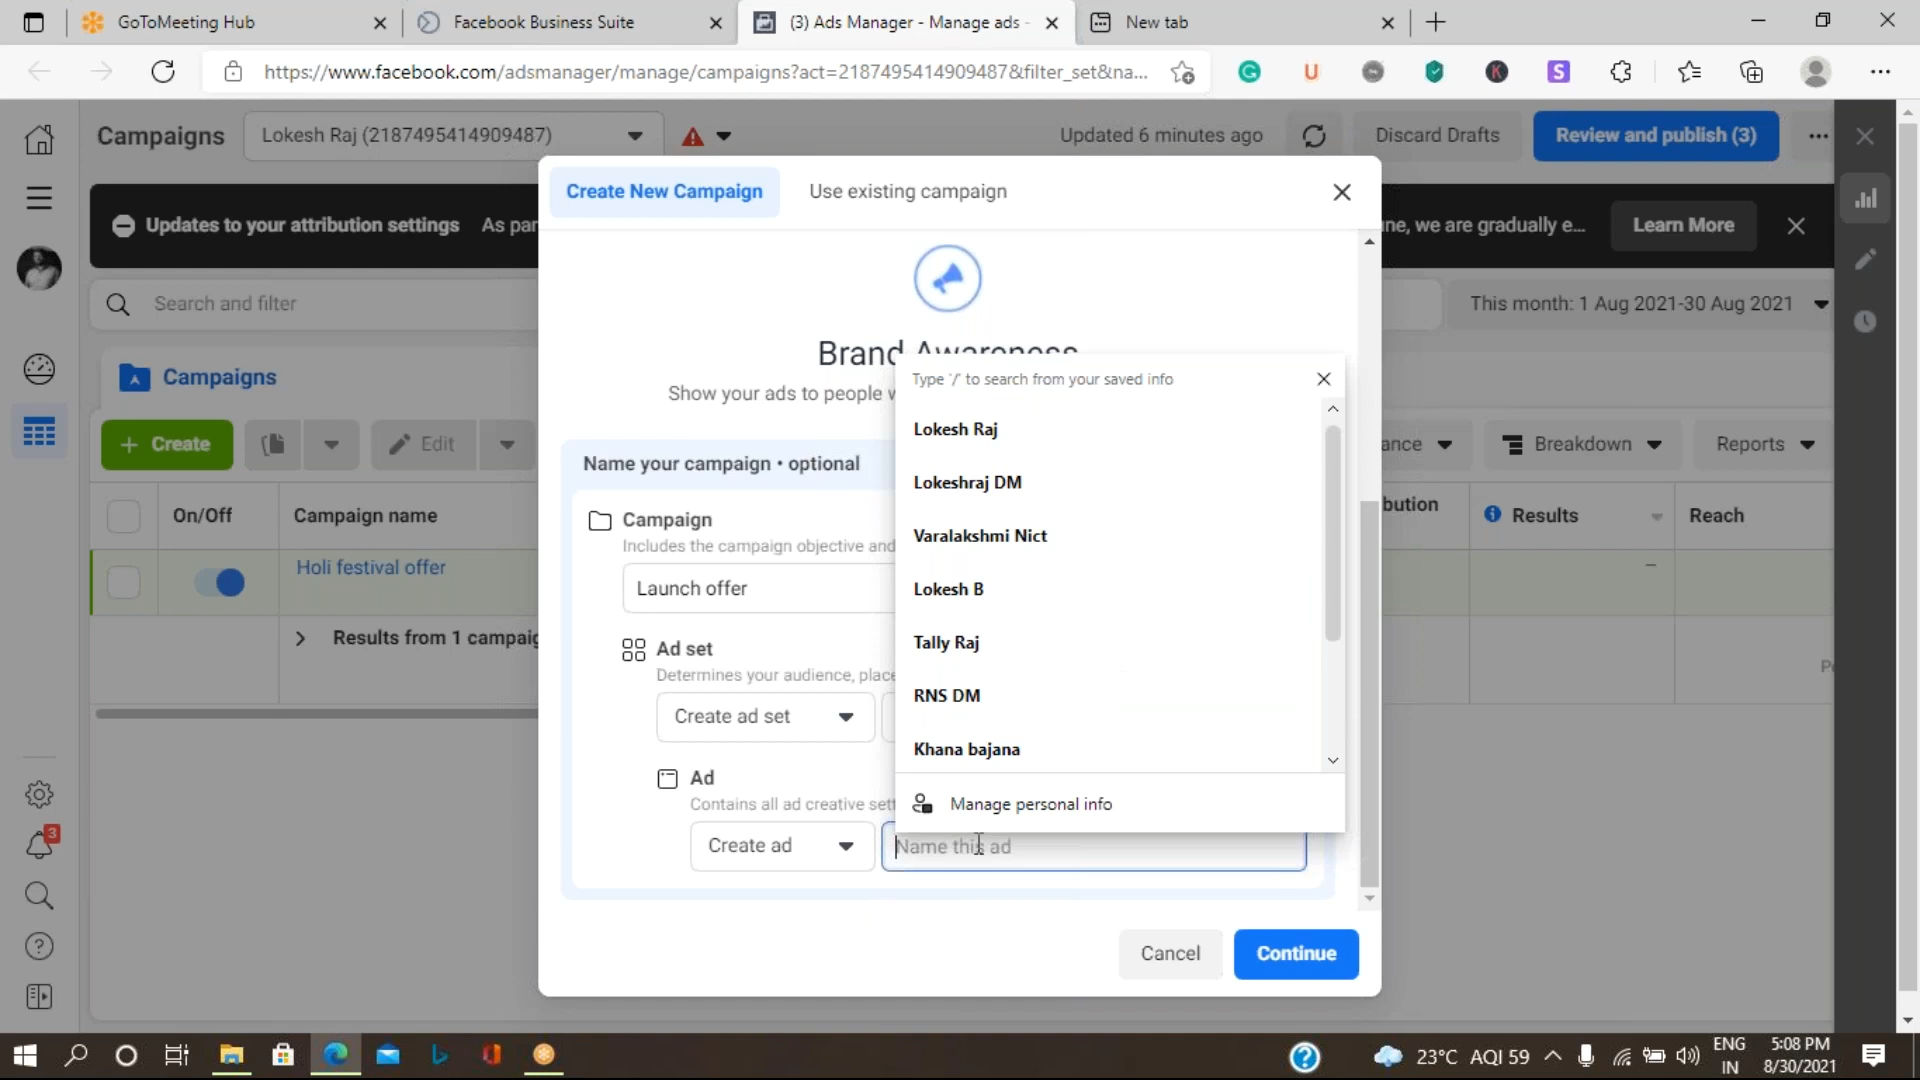 GoToMeeting Hub
Facebook Business Suite
(3) Ads Manager - Manage ads -
New tab
https://www.facebook.com/adsmanager/manage/campaigns?act=2187495414909487&filter_set&na...
Campaigns
Lokesh Raj (2187495414909487)
Updated 6 minutes ago
Discard Drafts
Review and publish (3)
Create New Campaign
Use existing campaign
Updates to your attribution settings
As par
ne, we are gradually e...
Learn More
Search and filter
This month: 1 Aug 2021-30 Aug 2021
Brand Awareness
Show your ads to people
Campaigns
Type '/' to search from your saved info
Lokesh Raj
Lokeshraj DM
Varalakshmi Nict
Lokesh B
Tally Raj
RNS DM
Khana bajana
Manage personal info
+ Create
Edit
ance
Breakdown
Reports
Name your campaign • optional
On/Off
Campaign name
bution
Results
Reach
Campaign
Includes the campaign objective and
Launch offer
Holi festival offer
—
Results from 1 campaig
Ad set
Determines your audience, place
Create ad set
Ad
Contains all ad creative sett
Create ad
Name this ad
Cancel
Continue
3
23°C AQI 59
ENG
IN
5:08 PM
8/30/2021